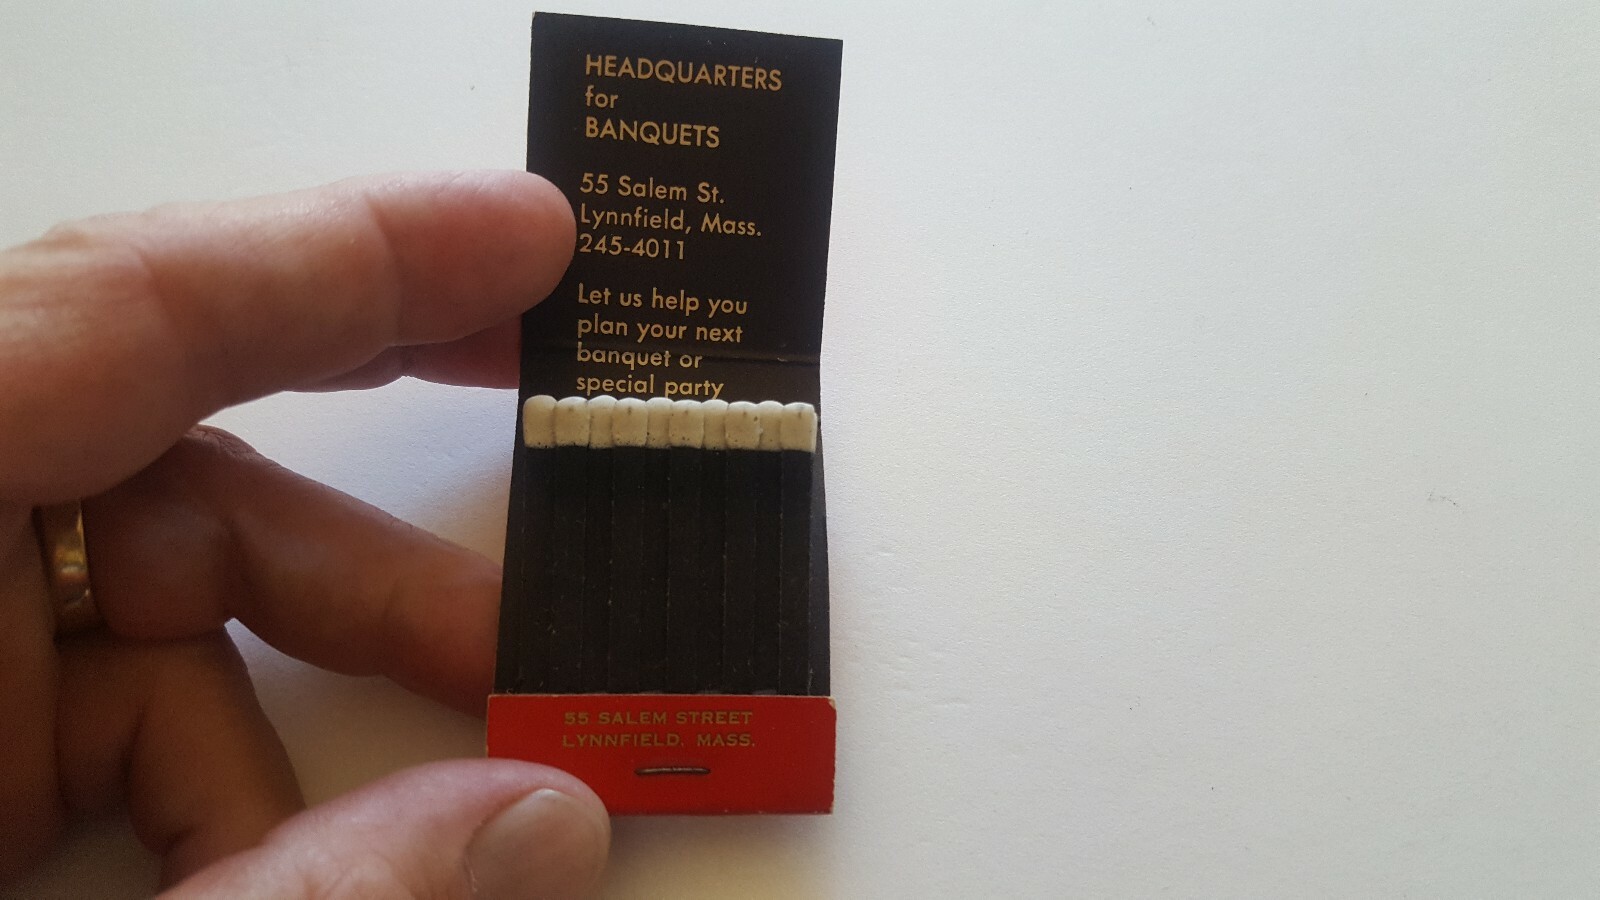 HEADQUARTERS
for
BANQUETS
55 Salem St.
Lynnfield, Mass.
245-4011
Let us help you
plan your next
banquet or
special party
55 SALEM STREET
LYNNFIELD, MASS.